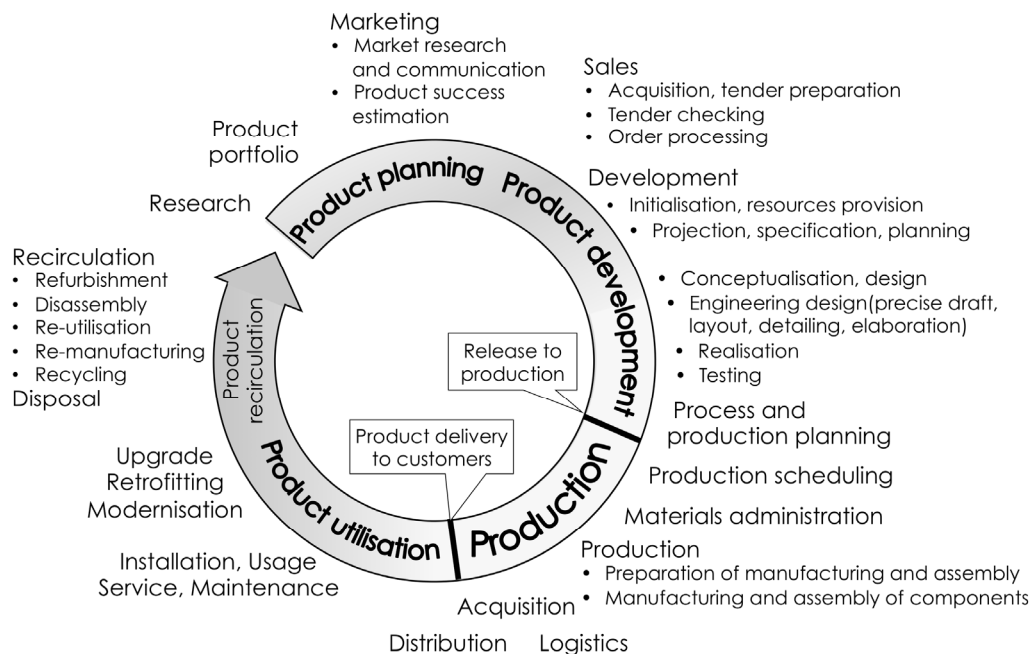 Marketing
• Market research
and communication
• Product success
estimation
Sales
• Acquisition, tender preparation
• Tender checking
• Order processing
Product
portfolio
Research
Product planning
Product development
Development
• Initialisation, resources provision
• Projection, specification, planning
• Conceptualisation, design
• Engineering design(precise draft,
layout, detailing, elaboration)
• Realisation
• Testing
Recirculation
• Refurbishment
• Disassembly
• Re-utilisation
• Re-manufacturing
• Recycling
Disposal
Product
recirculation
Release to
production
Product delivery
to customers
Process and
production planning
Production scheduling
Materials administration
Production
• Preparation of manufacturing and assembly
• Manufacturing and assembly of components
Production
Product utilisation
Upgrade
Retrofitting
Modernisation
Installation, Usage
Service, Maintenance
Acquisition
Distribution Logistics